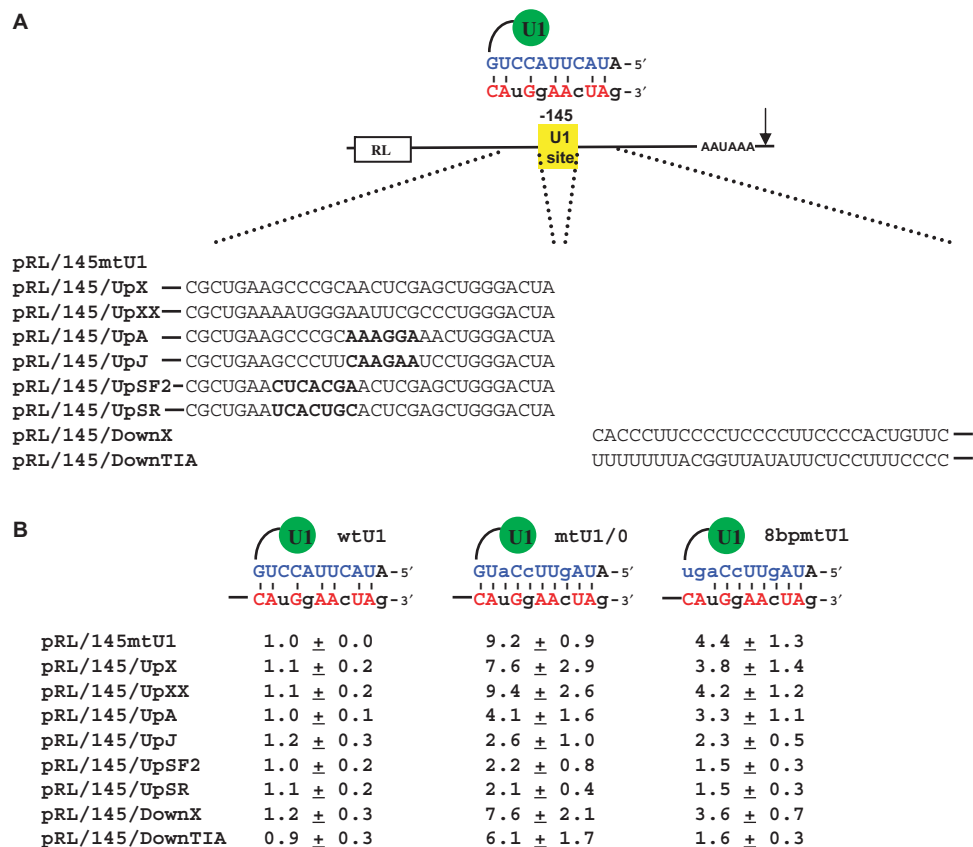 A
U1
GUCCAUUCAUA-5′
CAuGgAAcUAg-3′
-145
U1
site
RL
AAUAAA
pRL/145mtU1
pRL/145/UpX CGCUGAAGCCCGCAACUCGAGCUGGGACUA
pRL/145/UpXX CGCUGAAAAUGGGAAUUCGCCCUGGGACUA
pRL/145/UpA CGCUGAAGCCCGCAAAGGAAACUGGGACUA
pRL/145/UpJ CGCUGAAGCCCUUCAAGAAUCCUGGGACUA
pRL/145/UpSF2 CGCUGAACUCACGAACUCGAGCUGGGACUA
pRL/145/UpSR CGCUGAAUCACUGCACUCGAGCUGGGACUA
pRL/145/DownX CACCCUUCCCCUCCCCUUCCCCACUGUUC
pRL/145/DownTIA UUUUUUUACGGUUAUAUUCUCCUUUCCCC
B
U1 wtU1 U1 mtU1/0 U1 8bpmtU1
GUCCAUUCAUA-5′ GUaCcUUgAUA-5′ ugaCcUUgAUA-5′
CAuGgAAcUAg-3′ CAuGgAAcUAg-3′ CAuGgAAcUAg-3′
pRL/145mtU1 1.0 ± 0.0 9.2 ± 0.9 4.4 ± 1.3
pRL/145/UpX 1.1 ± 0.2 7.6 ± 2.9 3.8 ± 1.4
pRL/145/UpXX 1.1 ± 0.2 9.4 ± 2.6 4.2 ± 1.2
pRL/145/UpA 1.0 ± 0.1 4.1 ± 1.6 3.3 ± 1.1
pRL/145/UpJ 1.2 ± 0.3 2.6 ± 1.0 2.3 ± 0.5
pRL/145/UpSF2 1.0 ± 0.2 2.2 ± 0.8 1.5 ± 0.3
pRL/145/UpSR 1.1 ± 0.2 2.1 ± 0.4 1.5 ± 0.3
pRL/145/DownX 1.2 ± 0.3 7.6 ± 2.1 3.6 ± 0.7
pRL/145/DownTIA 0.9 ± 0.3 6.1 ± 1.7 1.6 ± 0.3